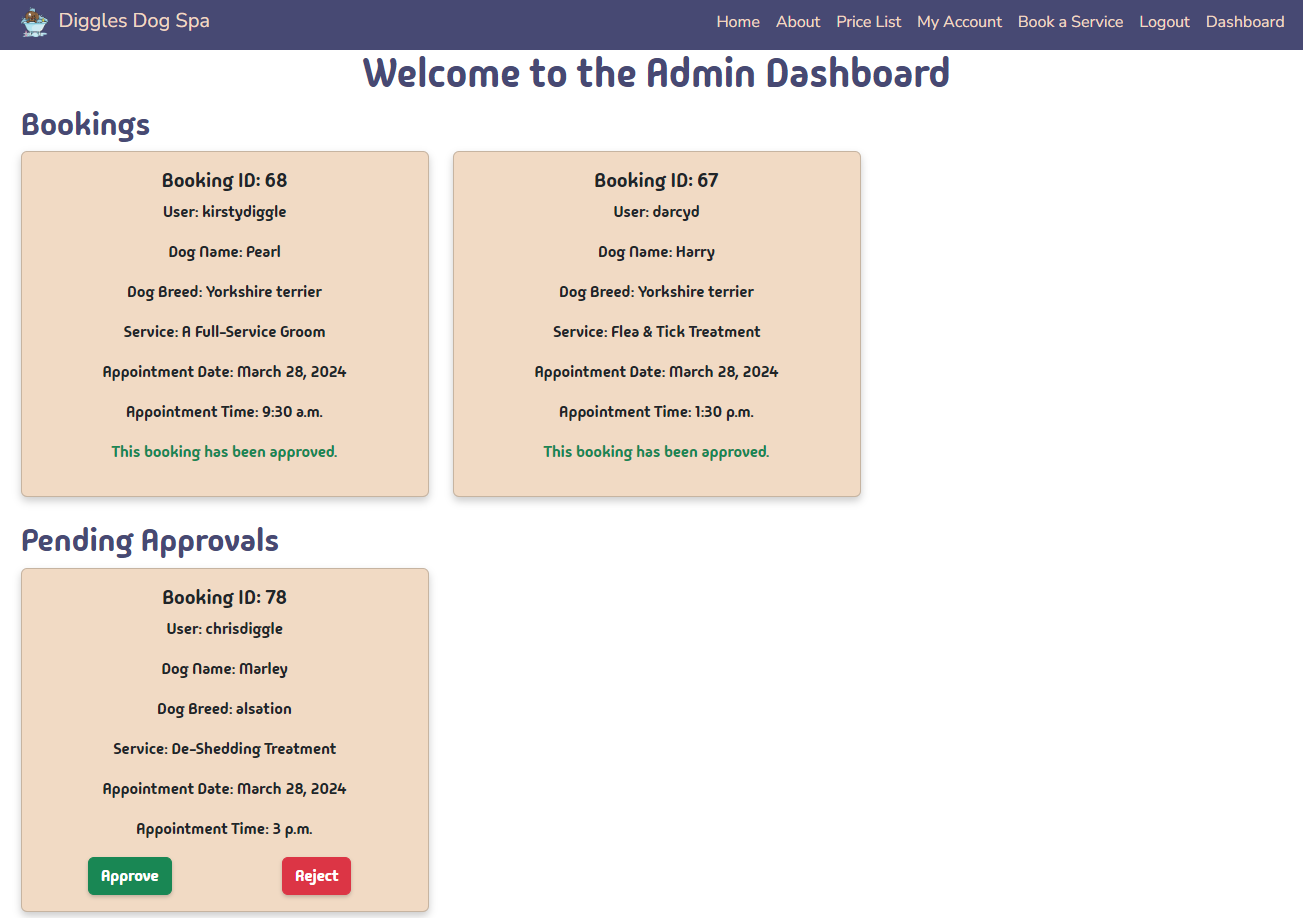 Diggles Dog Spa
Home About Price List My Account Book a Service Logout Dashboard
Welcome to the Admin Dashboard
Bookings
Booking ID: 68
User: kirstydiggle
Dog Name: Pearl
Dog Breed: Yorkshire terrier
Service: A Full-Service Groom
Appointment Date: March 28, 2024
Appointment Time: 9:30 a.m.
This booking has been approved.
Booking ID: 67
User: darcyd
Dog Name: Harry
Dog Breed: Yorkshire terrier
Service: Flea & Tick Treatment
Appointment Date: March 28, 2024
Appointment Time: 1:30 p.m.
This booking has been approved.
Pending Approvals
Booking ID: 78
User: chrisdiggle
Dog Name: Marley
Dog Breed: alsation
Service: De-Shedding Treatment
Appointment Date: March 28, 2024
Appointment Time: 3 p.m.
Approve Reject